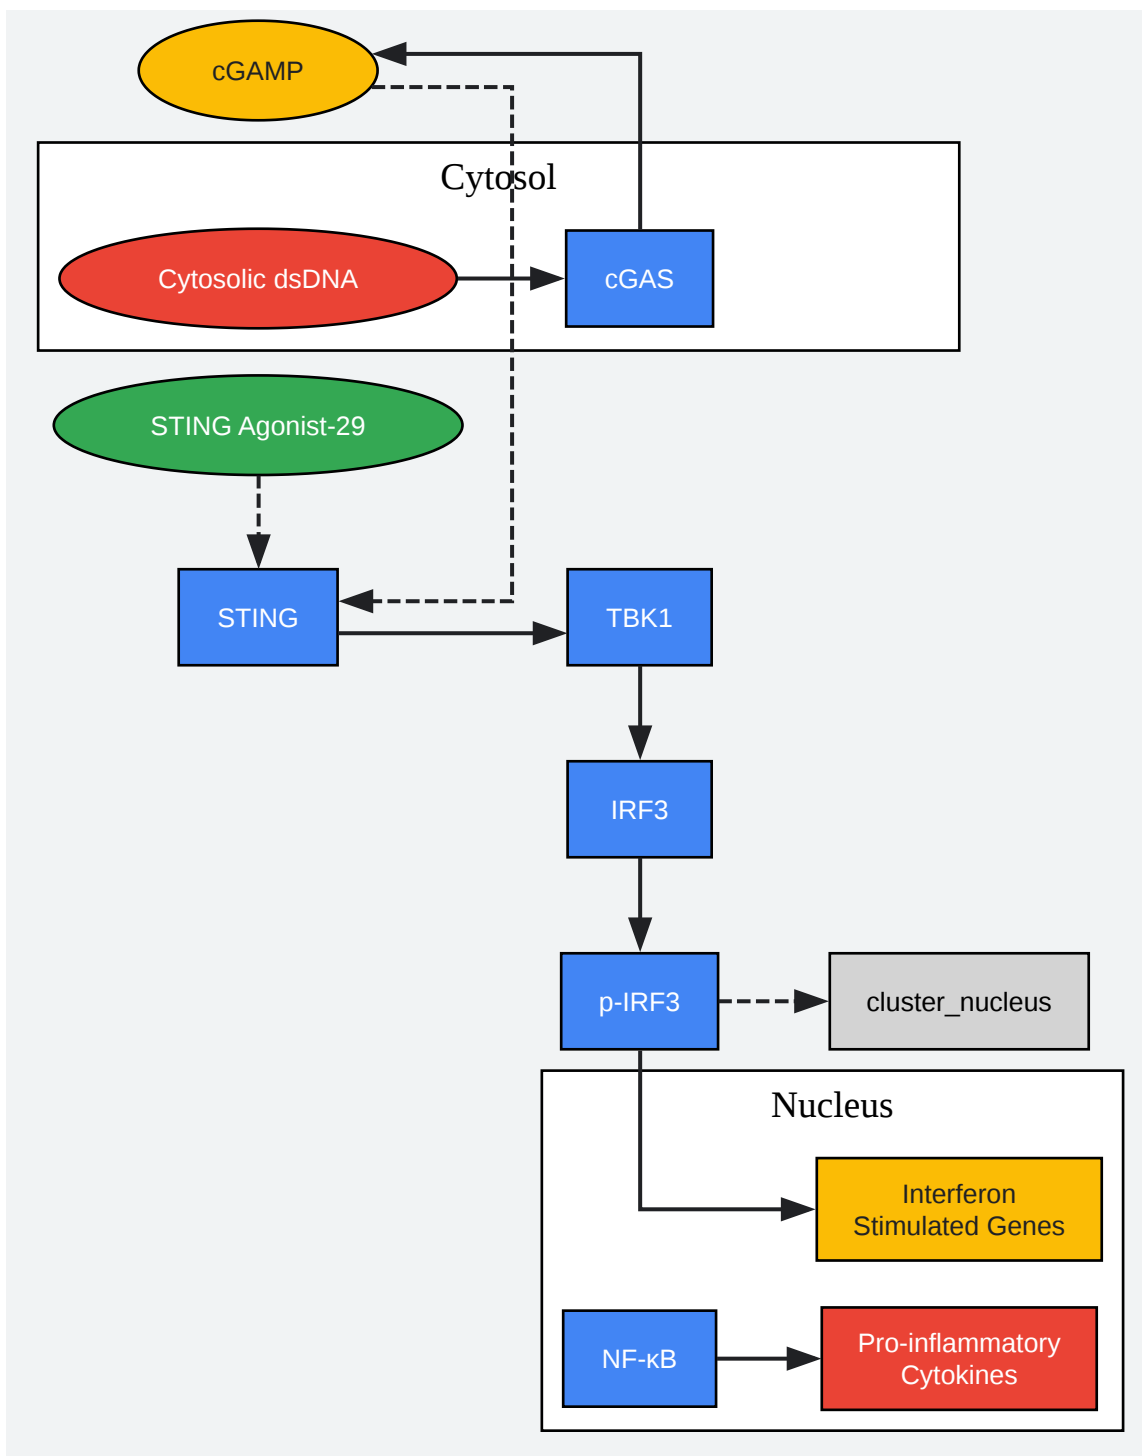 cGAMP
Cytosol
Cytosolic dsDNA
cGAS
STING Agonist-29
STING
TBK1
IRF3
p-IRF3
cluster_nucleus
Nucleus
Interferon
Stimulated Genes
NF-κB
Pro-inflammatory
Cytokines